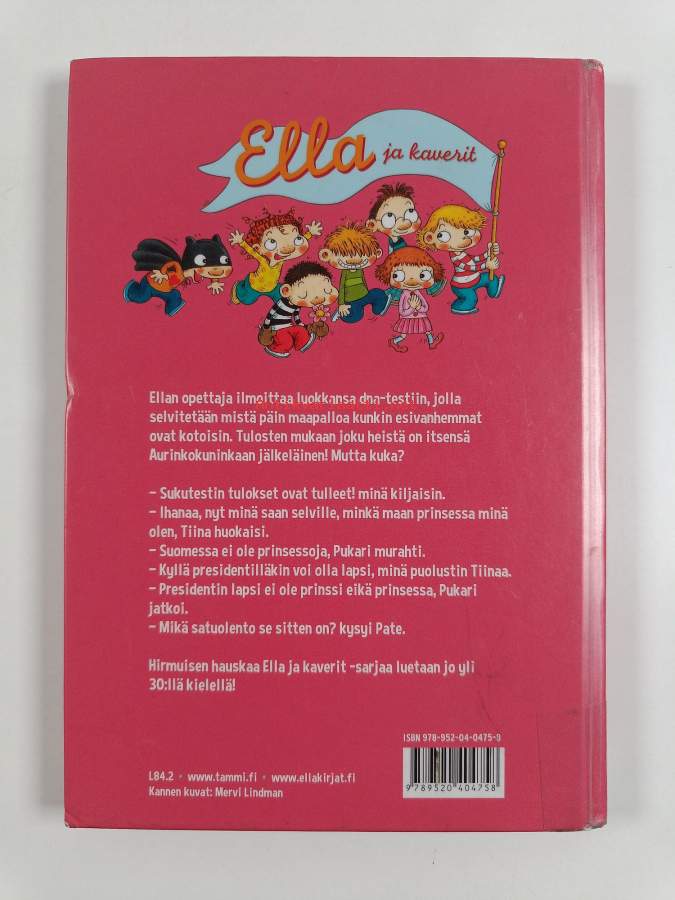 Ella ja kaverit
Ellan opettaja ilmoittaa luokkansa dna-testiin, jolla
selvitetään mistä päin maapalloa kunkin esivanhemmat
ovat kotoisin. Tulosten mukaan joku heistä on itsensä
Aurinkokuninkaan jälkeläinen! Mutta kuka?
– Sukutestin tulokset ovat tulleet! minä kiljaisin.
– Ihanaa, nyt minä saan selville, minkä maan prinsessa minä
olen, Tiina huokaisi.
– Suomessa ei ole prinsessoja, Pukari murahti.
– Kyllä presidentilläkin voi olla lapsi, minä puolustin Tiinaa.
– Presidentin lapsi ei ole prinssi eikä prinsessa, Pukari
jatkoi.
– Mikä satuolento se sitten on? kysyi Pate.
Hirmuisen hauskaa Ella ja kaverit -sarjaa luetaan jo yli
30:llä kielellä!
ISBN 978-952-04-0475-8
9 789520 404758
L84.2 • www.tammi.fi • www.ellakirjat.fi
Kannen kuvat: Mervi Lindman